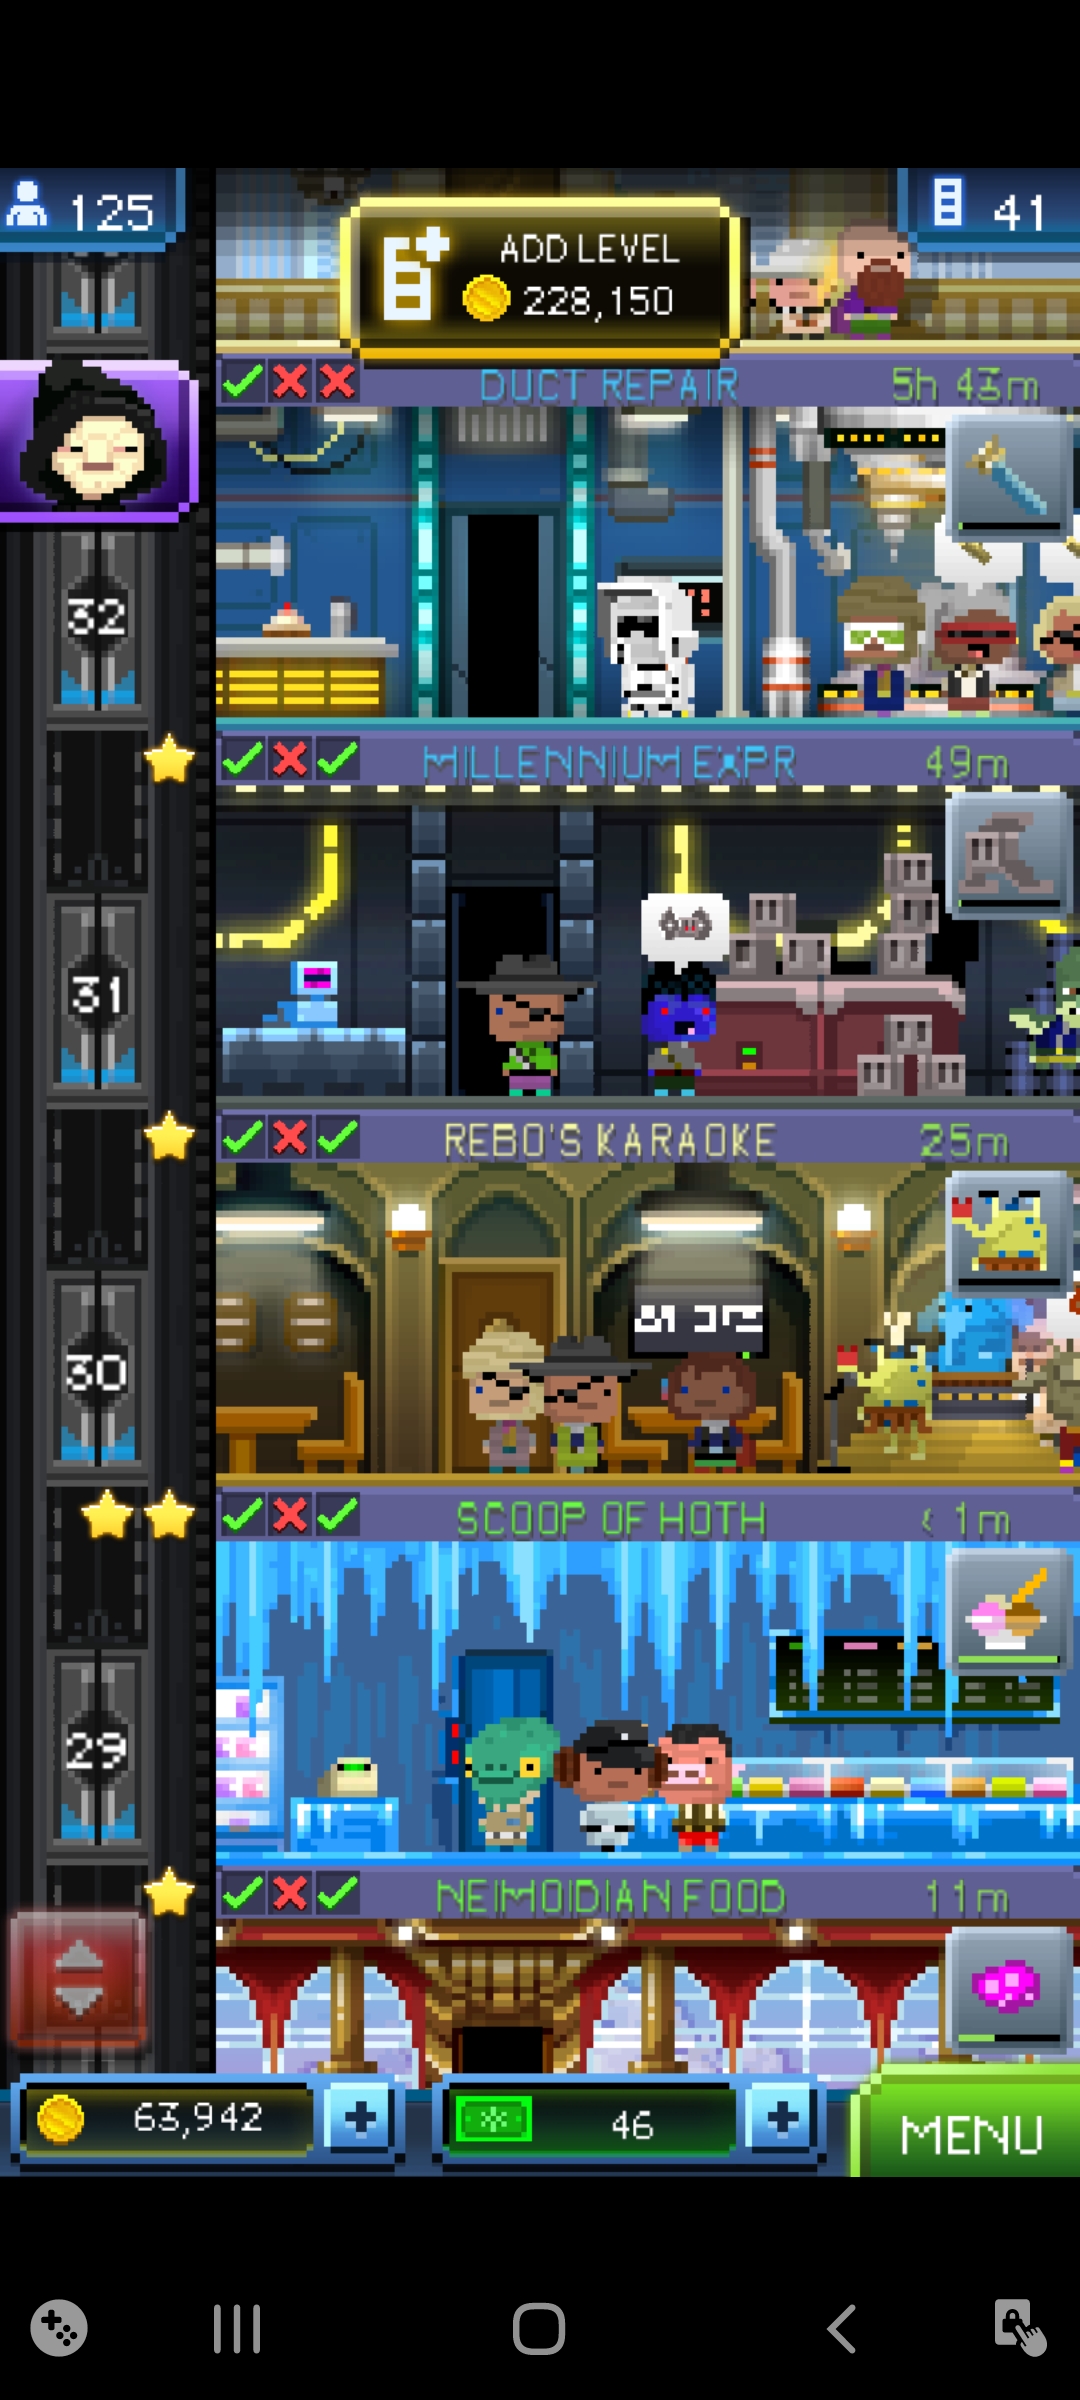 125
41
ADD LEVEL
228,150
DUCT REPAIR 5h 43m
32
MILLENNIUM EXPR 49m
31
REBO'S KARAOKE 25m
30
SCOOP OF HOTH < 1m
29
NEIMOIDIAN FOOD 11m
63,942
46
MENU